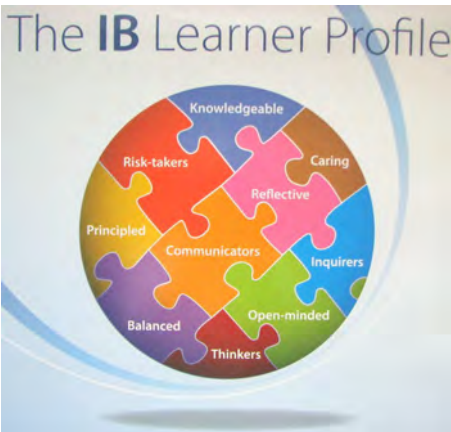 The IB Learner Profile
Knowledgeable
Risk-takers
Caring
Reflective
Principled
Communicators
Inquirers
Open-minded
Balanced
Thinkers